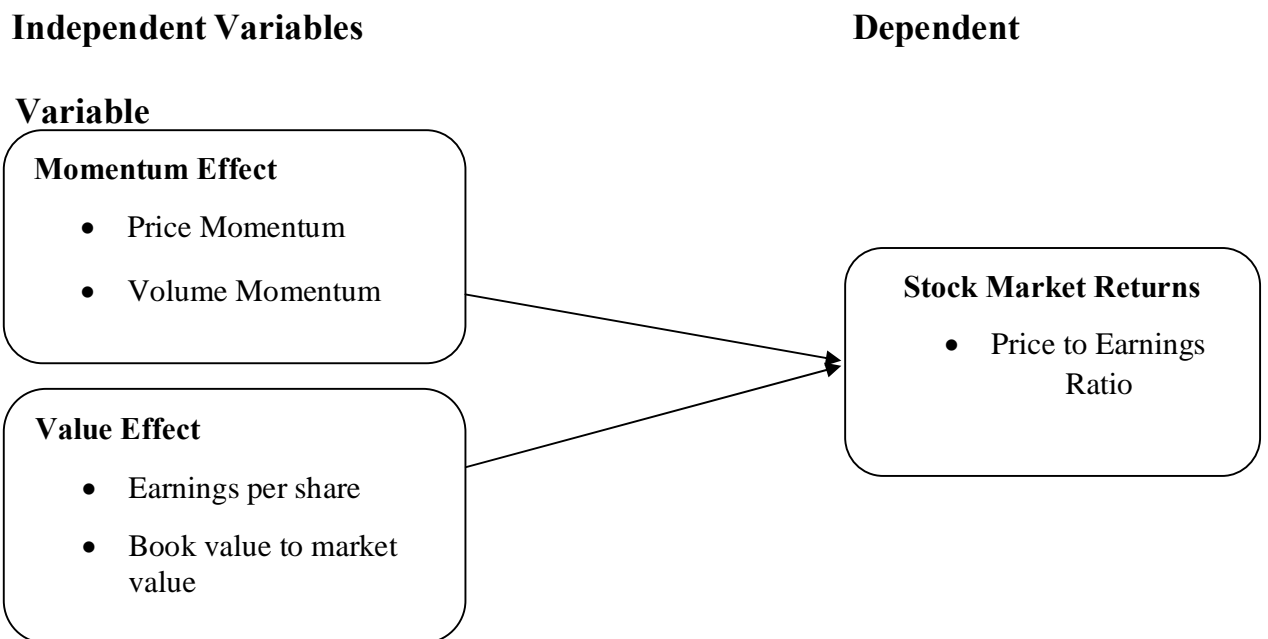 Independent Variables Dependent
Variable
Momentum Effect
• Price Momentum
• Volume Momentum
Value Effect
• Earnings per share
• Book value to market
value
Stock Market Returns
• Price to Earnings
Ratio